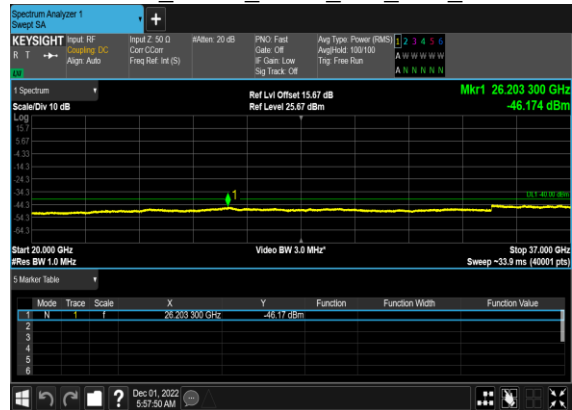 Spectrum Analyzer 1
Swept SA
+
KEYSIGHT Input: RF Input Z: 50 Ω #Atten: 20 dB PNO: Fast Avg Type: Power (RMS) 1 2 3 4 5 6
R T Coupling: DC Corr CCorr Gate: Off Avg|Hold: 100/100 A W W W W W
Align: Auto Freq Ref: Int (S) IF Gain: Low Trig: Free Run
Sig Track: Off A N N N N N
1 Spectrum Ref Lvl Offset 15.67 dB Mkr1 26.203 300 GHz
Scale/Div 10 dB Ref Level 25.67 dBm -46.174 dBm
Log
15.7
5.67
-4.33
-14.3
-24.3
-34.3 1 DL1 -40.00 dBm
-44.3
-54.3
-64.3
Start 20.000 GHz Video BW 3.0 MHz* Stop 37.000 GHz
#Res BW 1.0 MHz Sweep ~33.9 ms (40001 pts)
5 Marker Table
Mode Trace Scale X Y Function Function Width Function Value
1 N 1 f 26.203 300 GHz -46.17 dBm
2
3
4
5
6
? Dec 01, 2022
5:57:50 AM